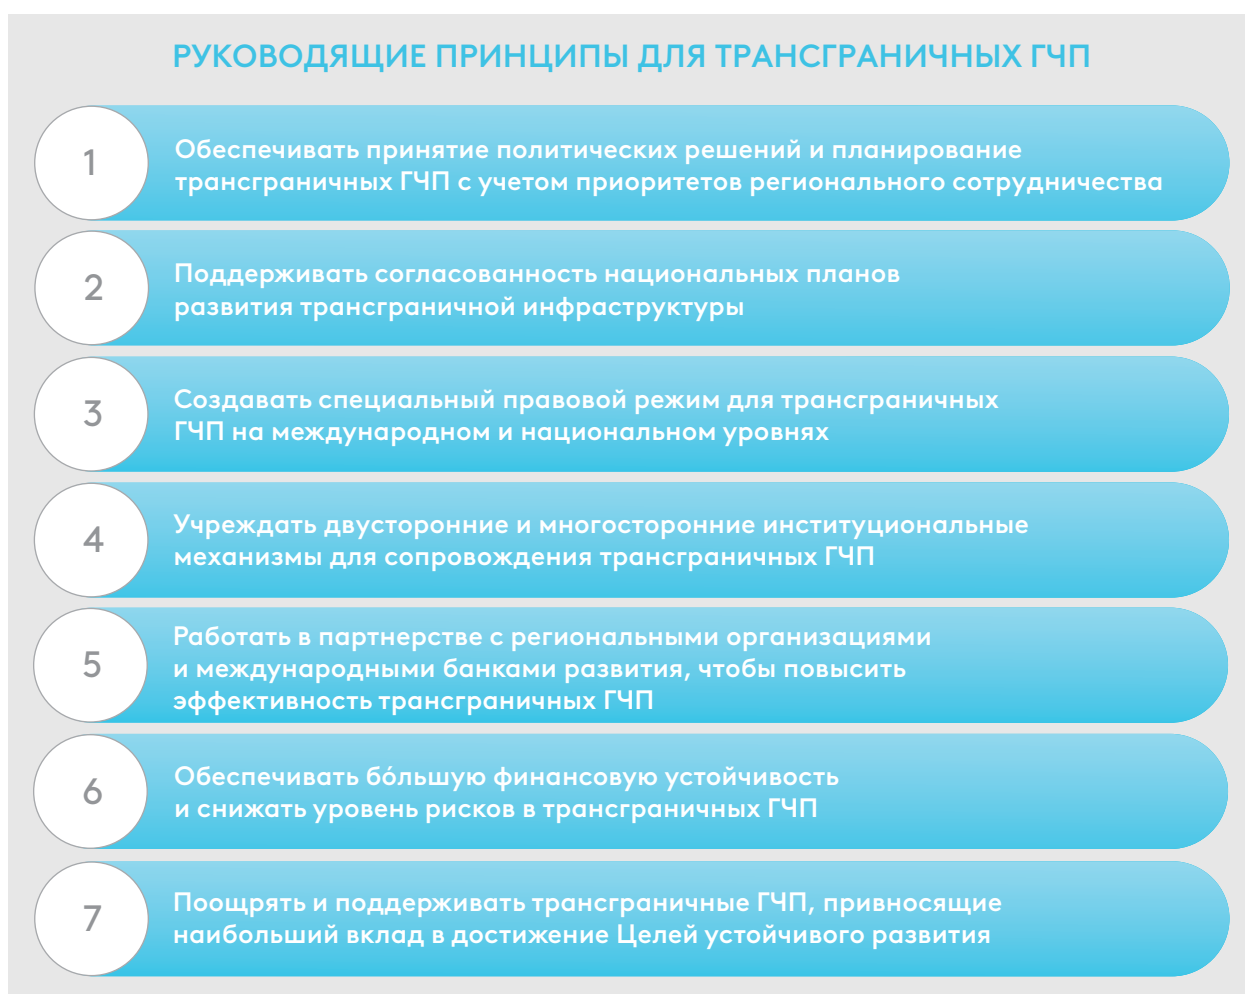 РУКОВОДЯЩИЕ ПРИНЦИПЫ ДЛЯ ТРАНСГРАНИЧНЫХ ГЧП
1
Обеспечивать принятие политических решений и планирование
трансграничных ГЧП с учетом приоритетов регионального сотрудничества
2
Поддерживать согласованность национальных планов
развития трансграничной инфраструктуры
3
Создавать специальный правовой режим для трансграничных
ГЧП на международном и национальном уровнях
4
Учреждать двусторонние и многосторонние институциональные
механизмы для сопровождения трансграничных ГЧП
5
Работать в партнерстве с региональными организациями
и международными банками развития, чтобы повысить
эффективность трансграничных ГЧП
6
Обеспечивать бо́льшую финансовую устойчивость
и снижать уровень рисков в трансграничных ГЧП
7
Поощрять и поддерживать трансграничные ГЧП, привносящие
наибольший вклад в достижение Целей устойчивого развития